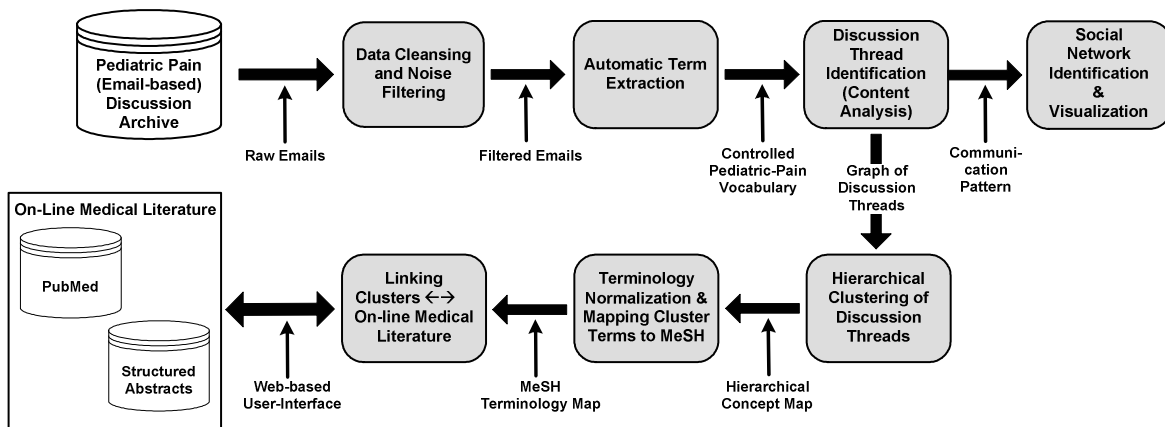 Pediatric Pain
(Email-based)
Discussion
Archive
Data Cleansing
and Noise
Filtering
Automatic Term
Extraction
Discussion
Thread
Identification
(Content
Analysis)
Social
Network
Identification
&
Visualization
Raw Emails
Filtered Emails
Controlled
Pediatric-Pain
Vocabulary
Graph of
Discussion
Threads
Communi-
cation
Pattern
On-Line Medical Literature
PubMed
Structured
Abstracts
Linking
Clusters ←→
On-line Medical
Literature
Terminology
Normalization &
Mapping Cluster
Terms to MeSH
Hierarchical
Clustering of
Discussion
Threads
Web-based
User-Interface
MeSH
Terminology Map
Hierarchical
Concept Map